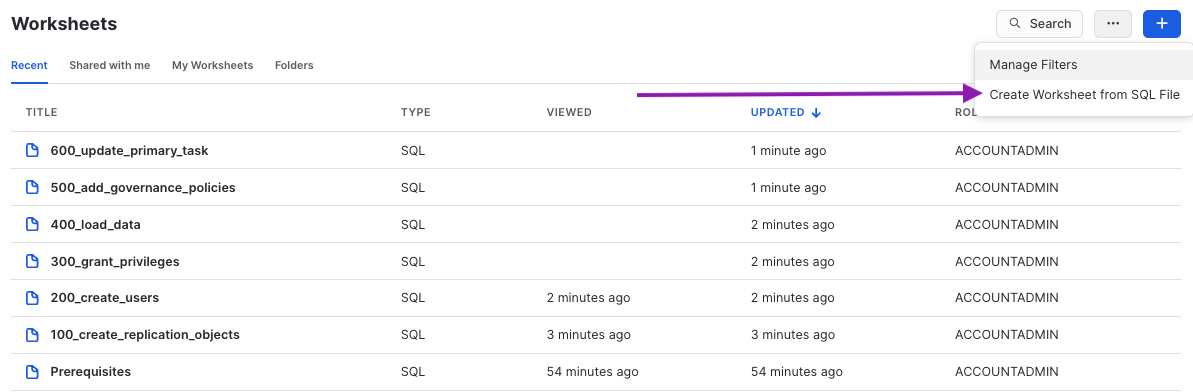 Worksheets
Search
...
+
Manage Filters
Create Worksheet from SQL File
Recent Shared with me My Worksheets Folders
TITLE TYPE VIEWED UPDATED ROL
600_update_primary_task SQL 1 minute ago ACCOUNTADMIN
500_add_governance_policies SQL 1 minute ago ACCOUNTADMIN
400_load_data SQL 2 minutes ago ACCOUNTADMIN
300_grant_privileges SQL 2 minutes ago ACCOUNTADMIN
200_create_users SQL 2 minutes ago 2 minutes ago ACCOUNTADMIN
100_create_replication_objects SQL 3 minutes ago 3 minutes ago ACCOUNTADMIN
Prerequisites SQL 54 minutes ago 54 minutes ago ACCOUNTADMIN